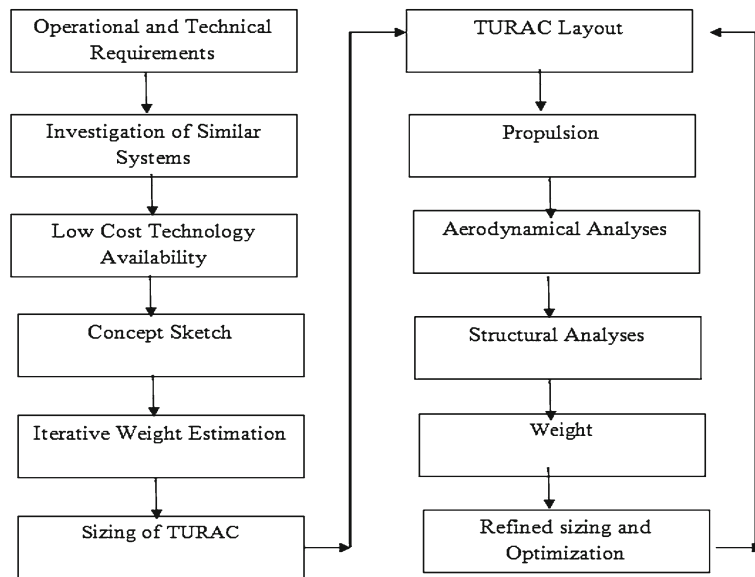 Operational and Technical
Requirements
Investigation of Similar
Systems
Low Cost Technology
Availability
Concept Sketch
Iterative Weight Estimation
Sizing of TURAC
TURAC Layout
Propulsion
Aerodynamical Analyses
Structural Analyses
Weight
Refined sizing and
Optimization